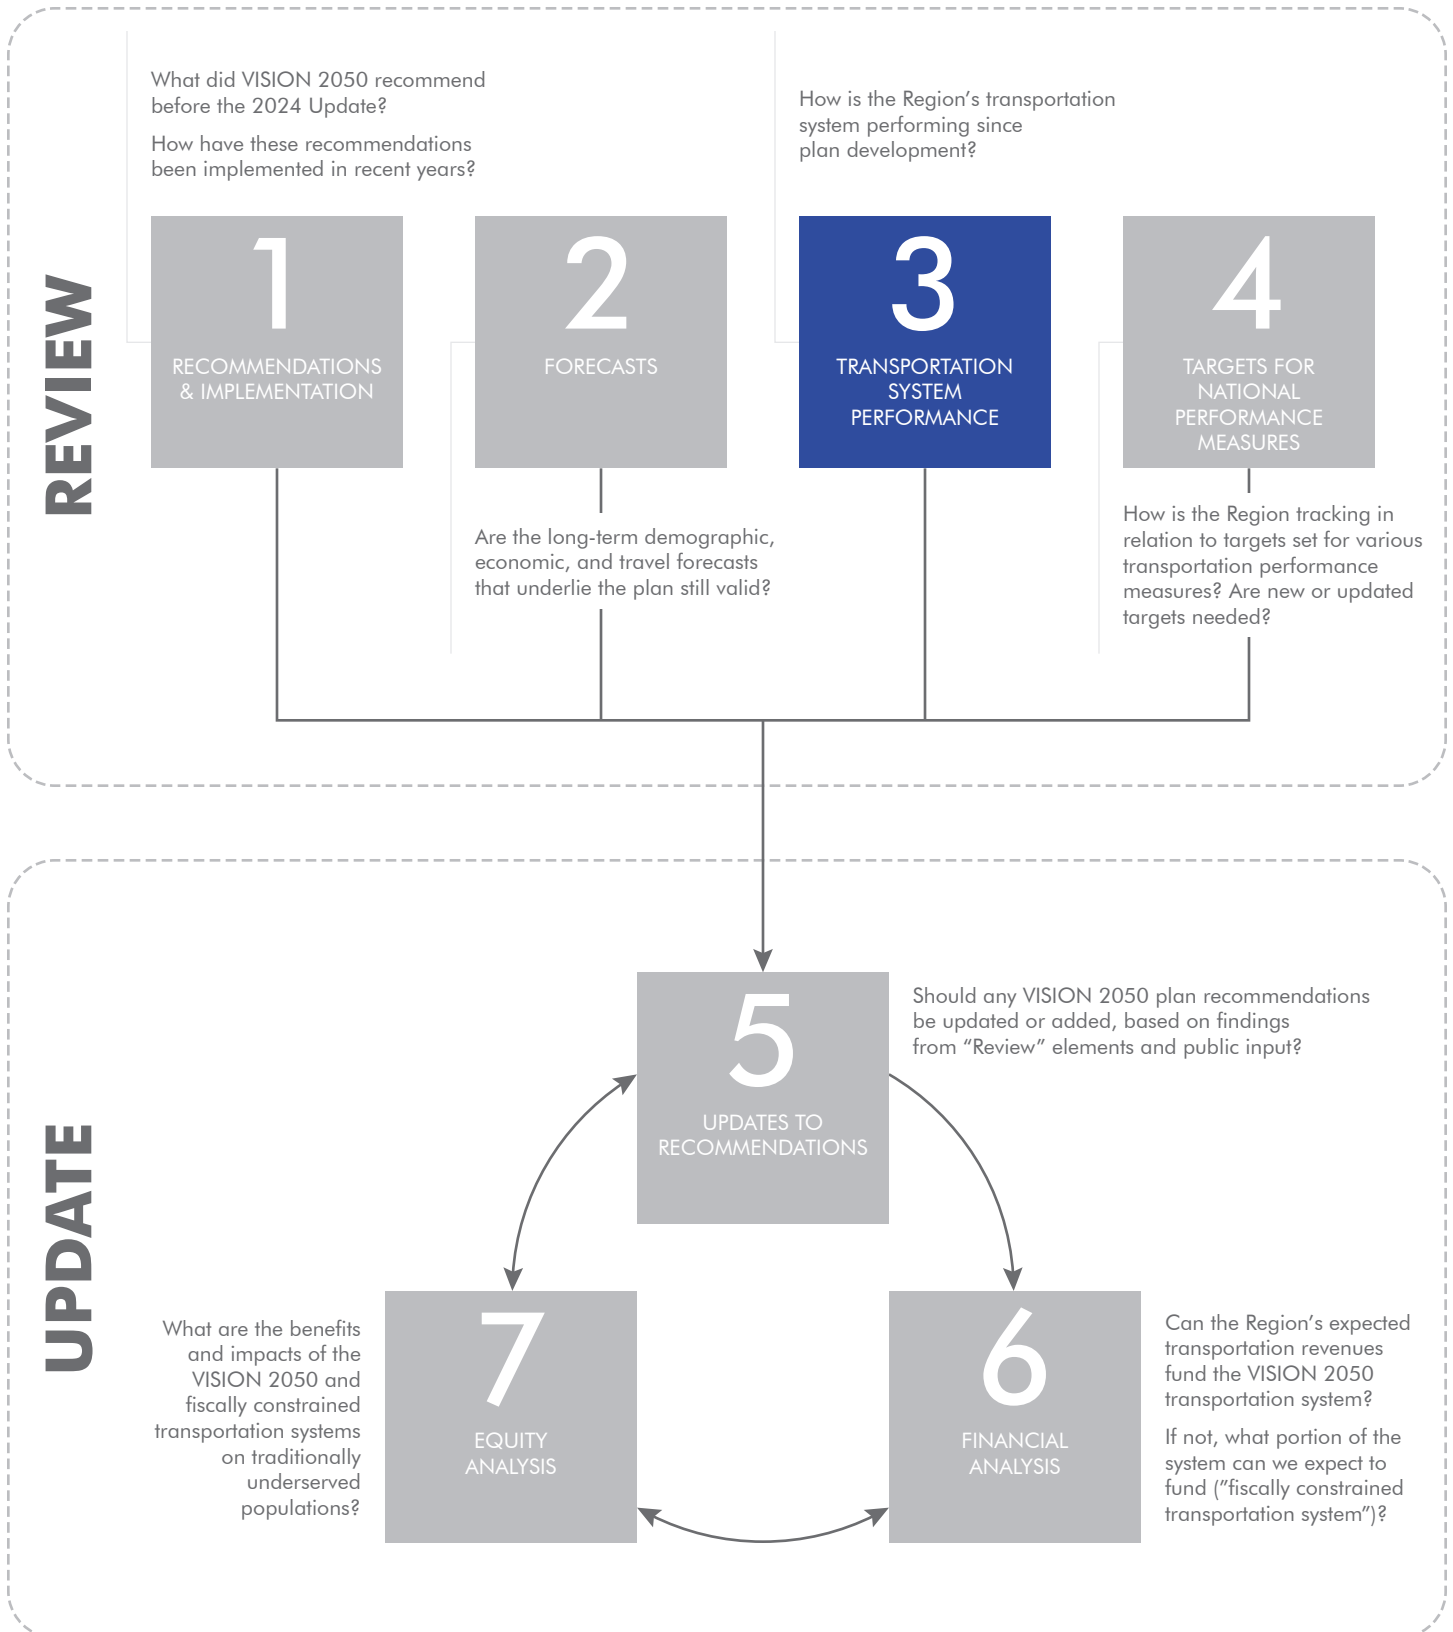 REVIEW
What did VISION 2050 recommend
before the 2024 Update?
How have these recommendations
been implemented in recent years?
1
RECOMMENDATIONS
& IMPLEMENTATION
2
FORECASTS
Are the long-term demographic,
economic, and travel forecasts
that underlie the plan still valid?
How is the Region's transportation
system performing since
plan development?
3
TRANSPORTATION
SYSTEM
PERFORMANCE
4
TARGETS FOR
NATIONAL
PERFORMANCE
MEASURES
How is the Region tracking in
relation to targets set for various
transportation performance
measures? Are new or updated
targets needed?
UPDATE
5
UPDATES TO
RECOMMENDATIONS
Should any VISION 2050 plan recommendations
be updated or added, based on findings
from “Review” elements and public input?
7
EQUITY
ANALYSIS
What are the benefits
and impacts of the
VISION 2050 and
fiscally constrained
transportation systems
on traditionally
underserved
populations?
6
FINANCIAL
ANALYSIS
Can the Region's expected
transportation revenues
fund the VISION 2050
transportation system?
If not, what portion of the
system can we expect to
fund (”fiscally constrained
transportation system”)?